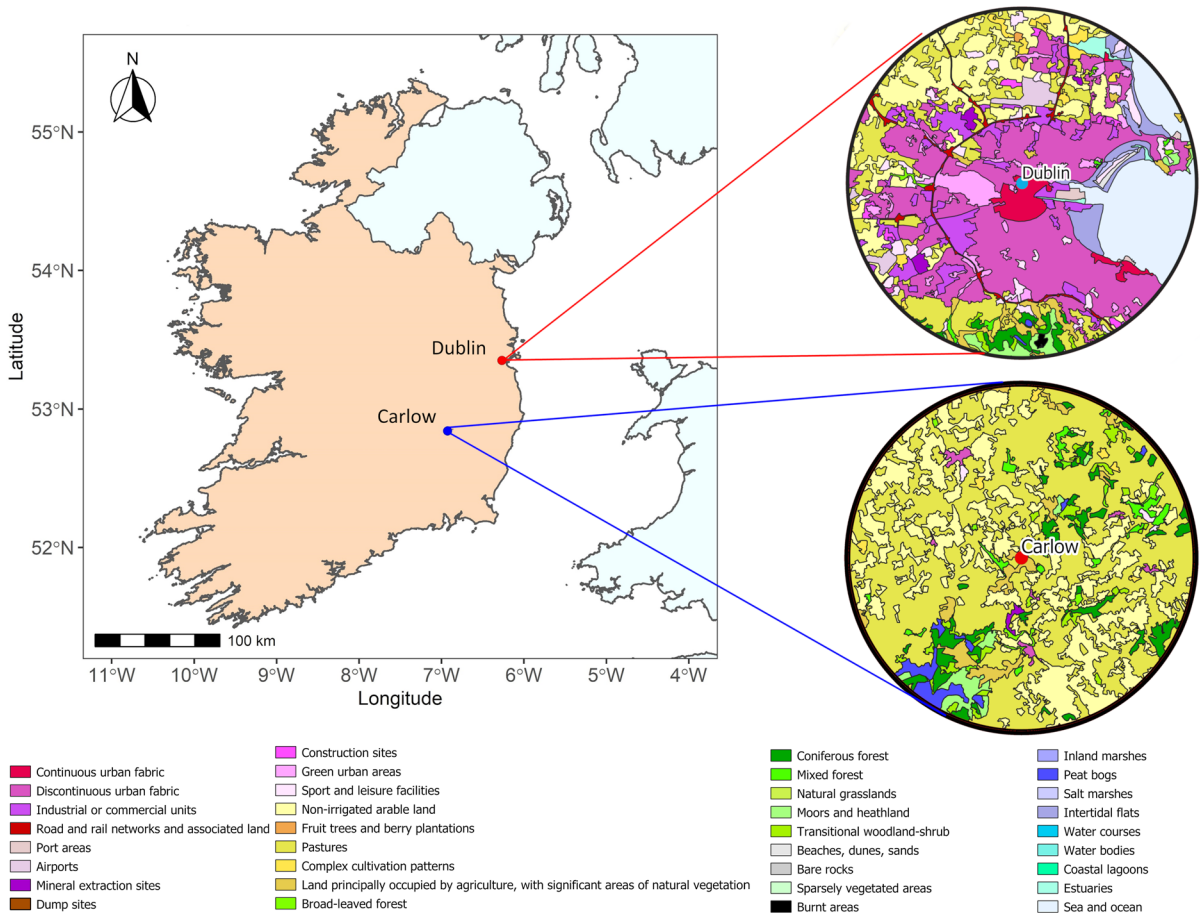 N
55°N
54°N
53°N
52°N
Latitude
Dublin
Carlow
100 km
11°W
10°W
9°W
8°W
7°W
6°W
5°W
4°W
Longitude
Dublin
Carlow
Continuous urban fabric
Discontinuous urban fabric
Industrial or commercial units
Road and rail networks and associated land
Port areas
Airports
Mineral extraction sites
Dump sites
Construction sites
Green urban areas
Sport and leisure facilities
Non-irrigated arable land
Fruit trees and berry plantations
Pastures
Complex cultivation patterns
Land principally occupied by agriculture, with significant areas of natural vegetation
Broad-leaved forest
Coniferous forest
Mixed forest
Natural grasslands
Moors and heathland
Transitional woodland-shrub
Beaches, dunes, sands
Bare rocks
Sparsely vegetated areas
Burnt areas
Inland marshes
Peat bogs
Salt marshes
Intertidal flats
Water courses
Water bodies
Coastal lagoons
Estuaries
Sea and ocean